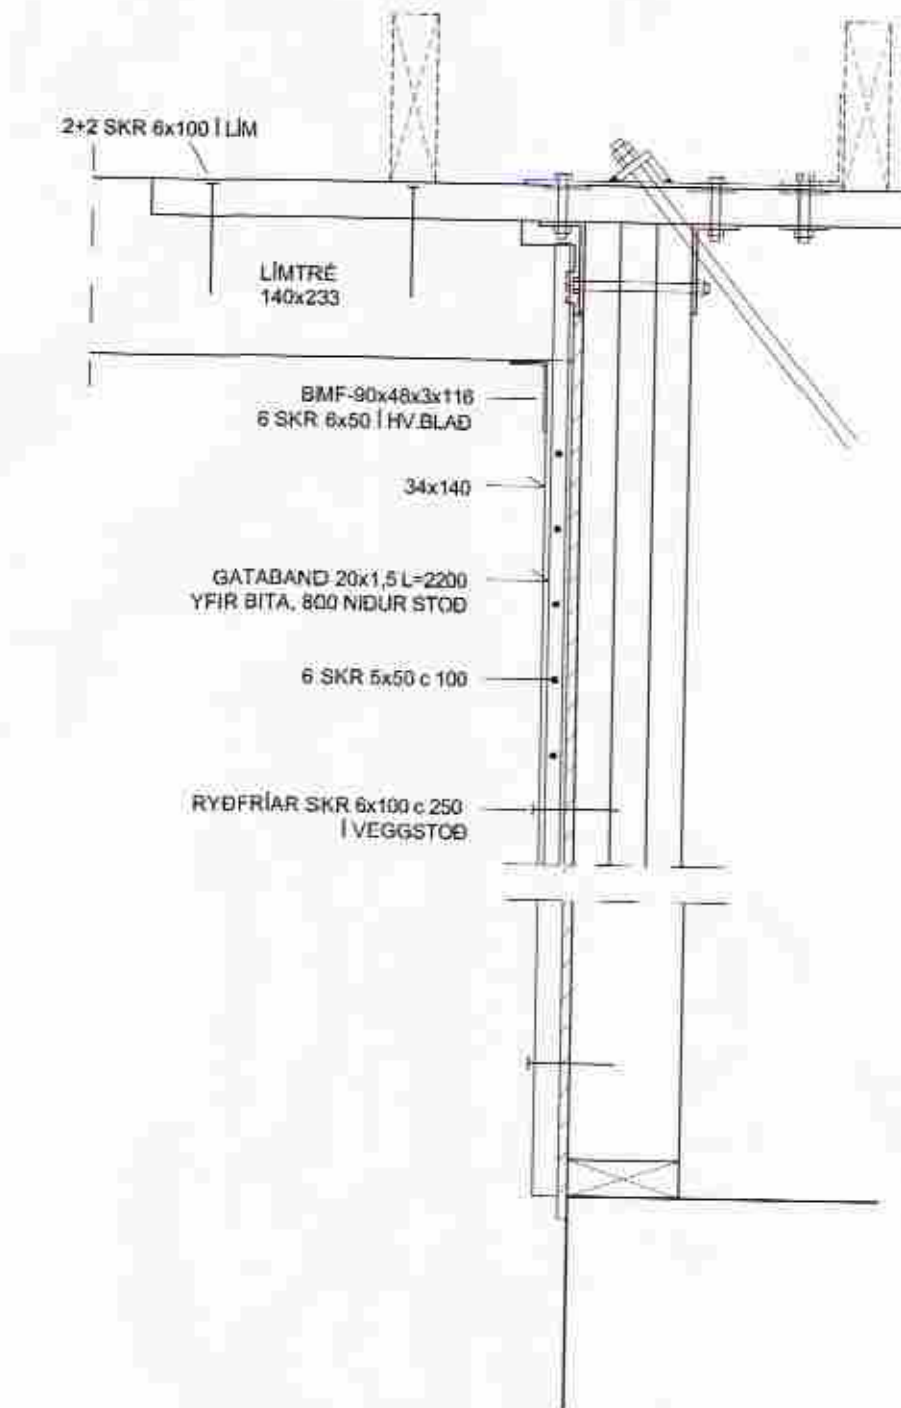 2+2 SKR 6x100 Í LÍM
LÍMTRÉ
140x233
BMF-90x48x3x116
6 SKR 6x50 Í HV.BLAÐ
34x140
GATABAND 20x1,5 L=2200
YFIR BITA, 800 NIÐUR STOÐ
6 SKR 5x50 c 100
RYÐFRÍAR SKR 6x100 c 250
Í VEGGSTOÐ